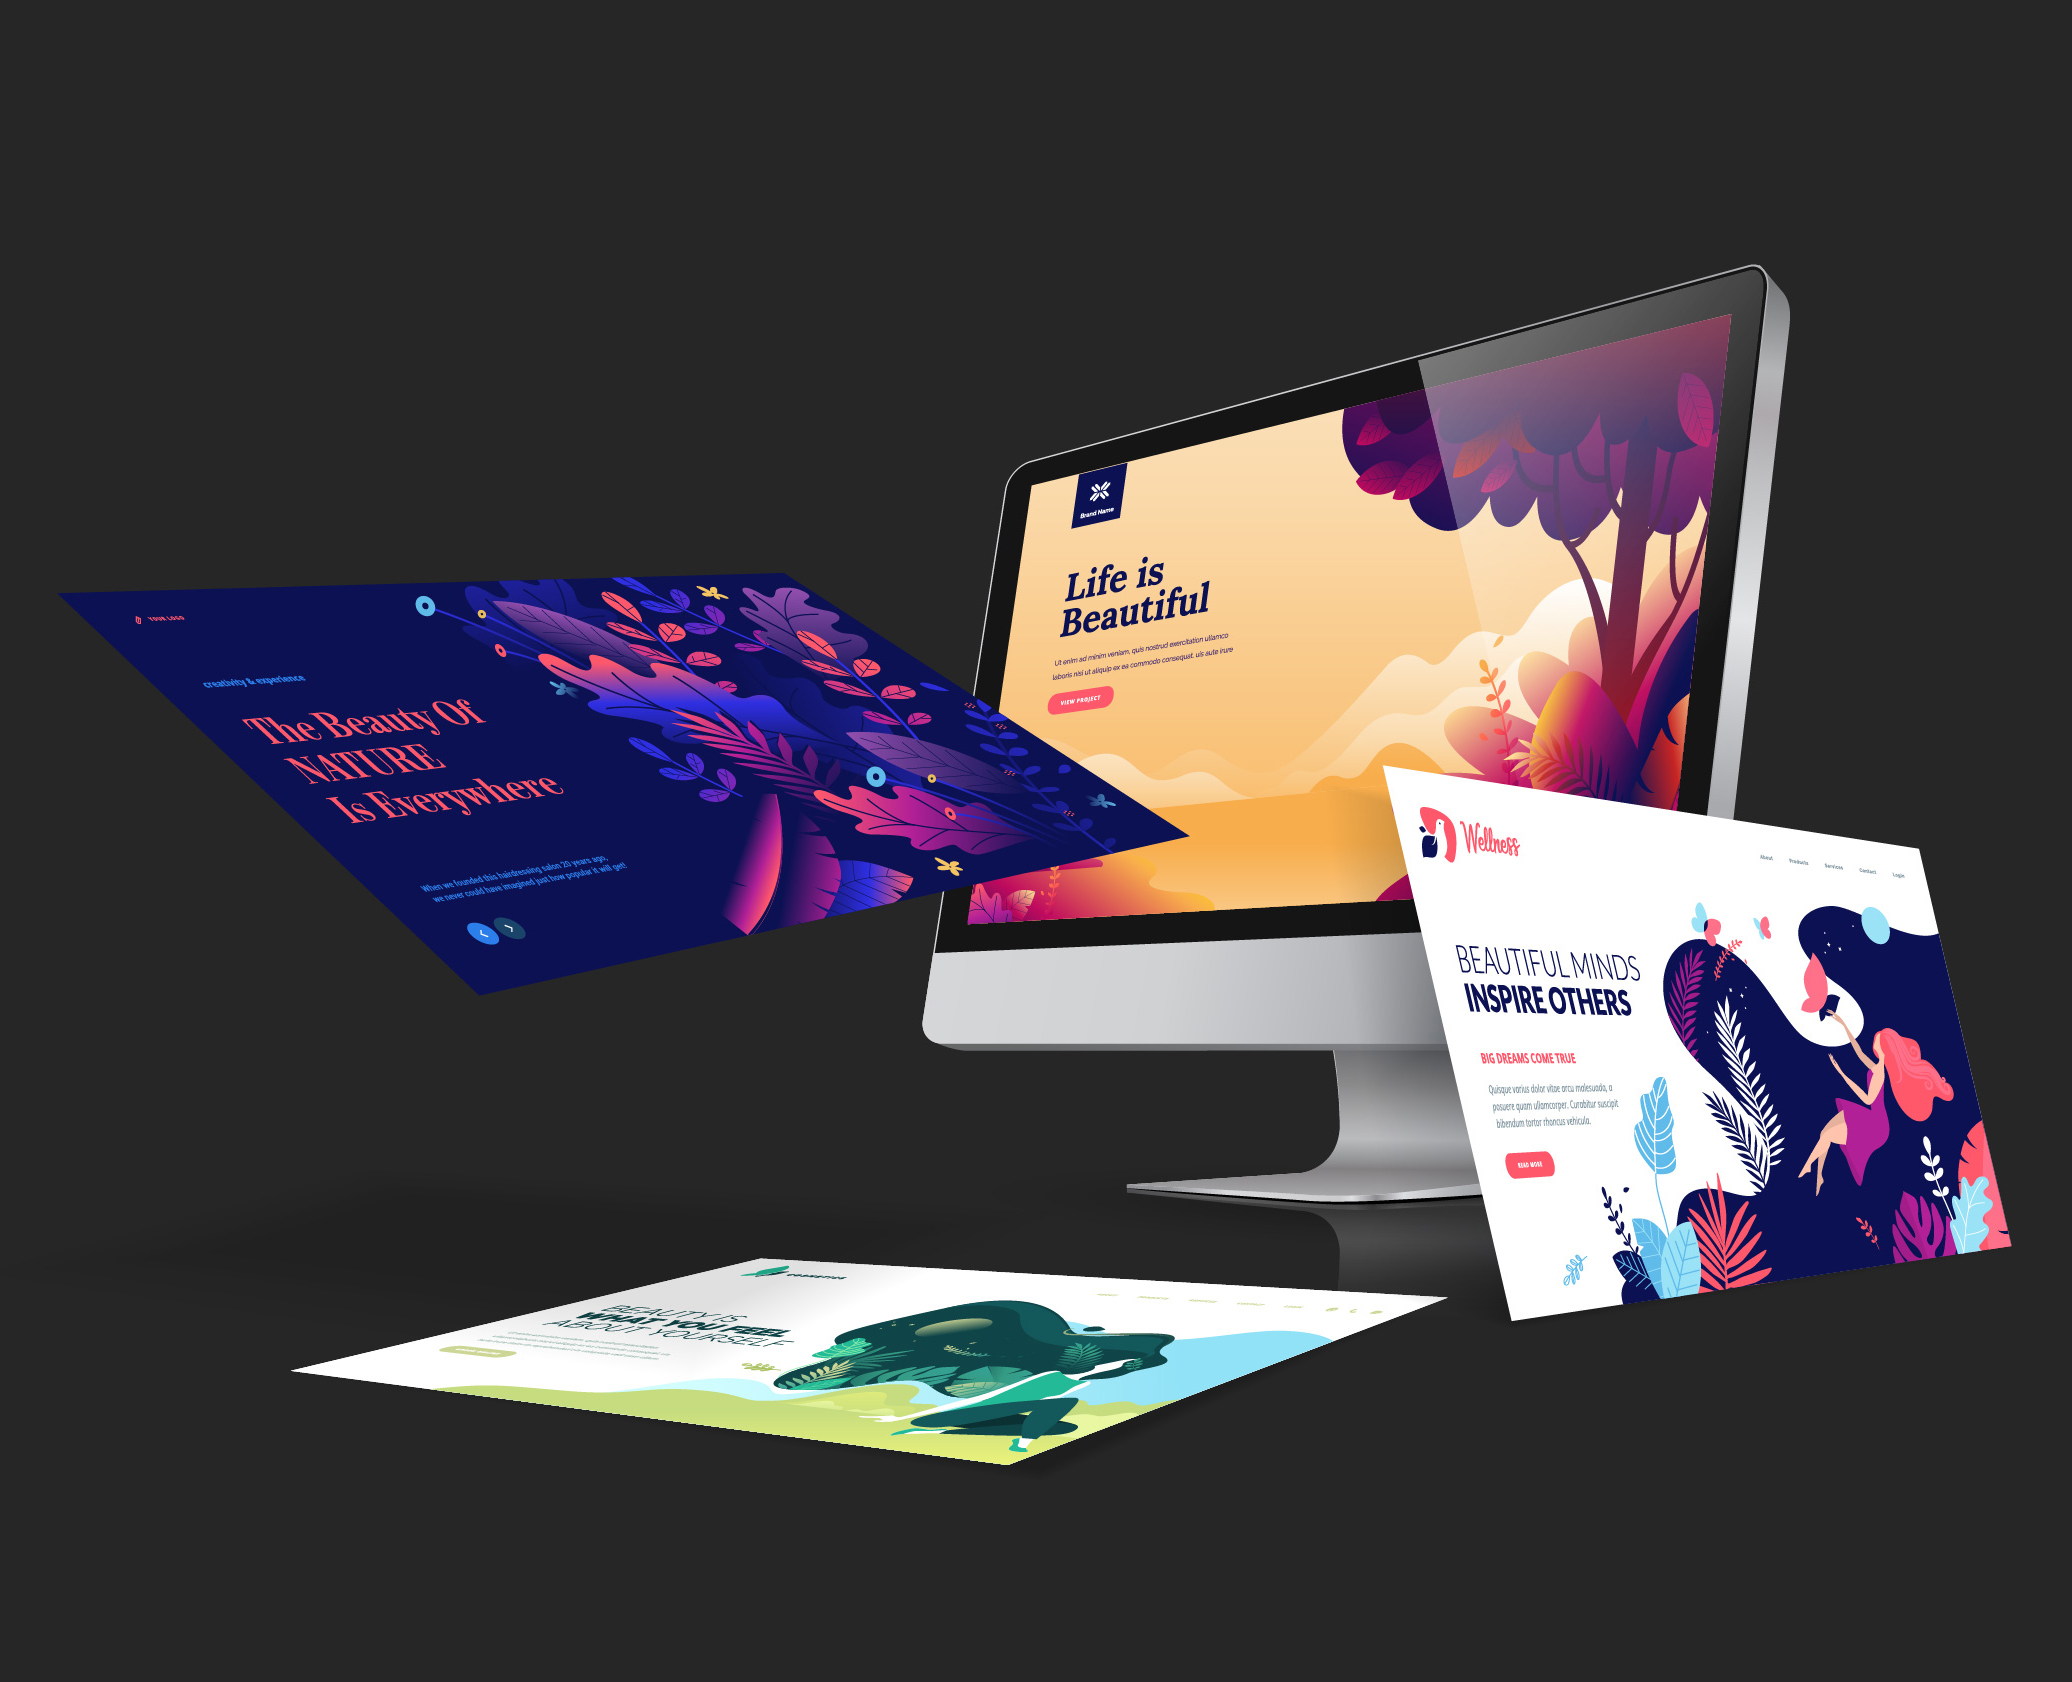 YOUR LOGO
creativity & experience
The Beauty Of
NATURE
Is Everywhere
When we founded this hairdressing salon 20 years ago,
we never could have imagined just how popular it will get!
Brand Name
Life is
Beautiful
Ut enim ad minim veniam, quis nostrud exercitation ullamco
laboris nisi ut aliquip ex ea commodo consequat. uis aute irure
VIEW PROJECT
Wellness
About Products Services Contact Login
BEAUTIFUL MINDS
INSPIRE OTHERS
BIG DREAMS COME TRUE
Quisque varius dolor vitae arcu malesuada, a
posuere quam ullamcorper. Curabitur suscipit
bibendum tortor rhoncus vehicula.
READ MORE
COSMETICS
BEAUTY IS
WHAT YOU FEEL
ABOUT YOURSELF